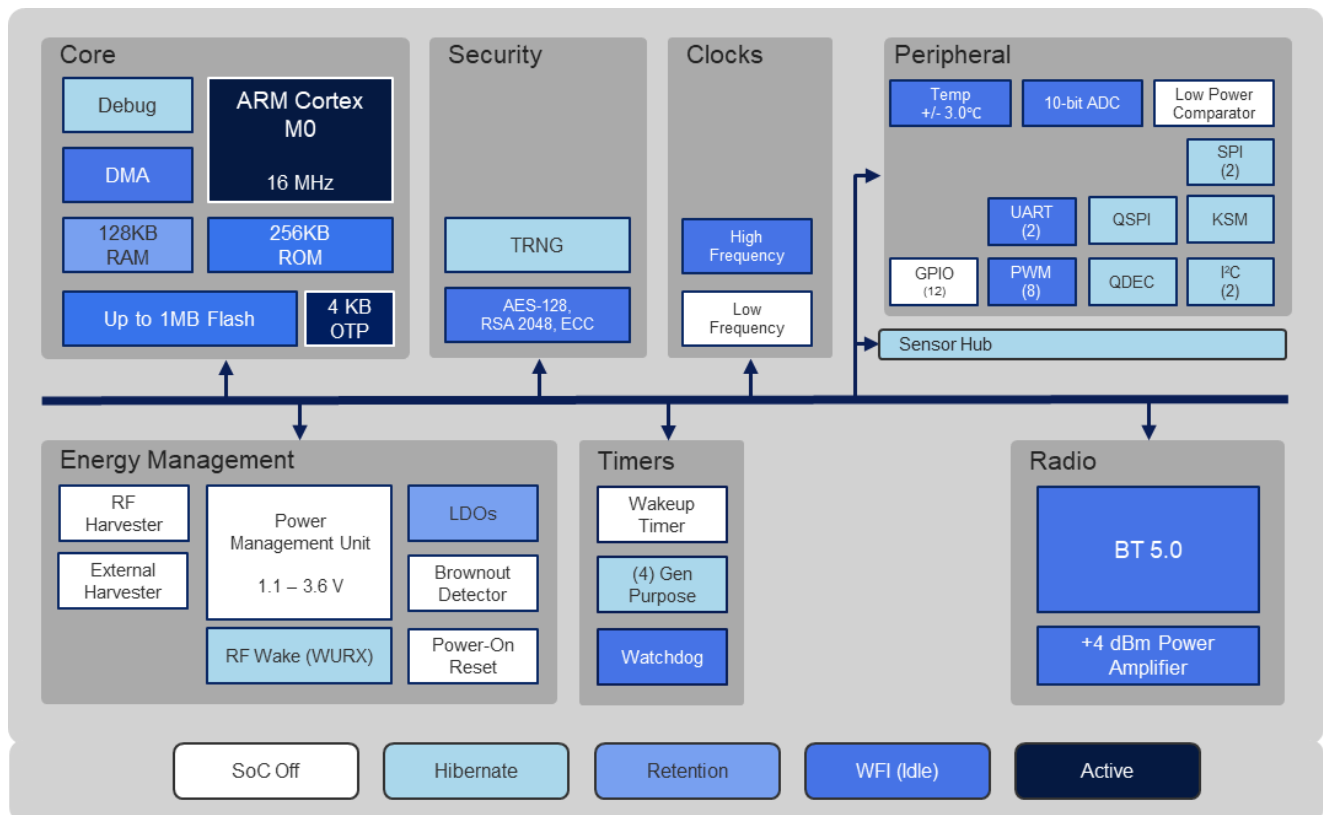 Core
Debug
ARM Cortex
M0
16 MHz
DMA
128KB
RAM
256KB
ROM
Up to 1MB Flash
4 KB
OTP
Security
TRNG
AES-128,
RSA 2048, ECC
Clocks
High
Frequency
Low
Frequency
Peripheral
Temp
+/- 3.0℃
10-bit ADC
Low Power
Comparator
SPI
(2)
UART
(2)
QSPI
KSM
GPIO
(12)
PWM
(8)
QDEC
I²C
(2)
Sensor Hub
Energy Management
RF
Harvester
Power
Management Unit
1.1 – 3.6 V
LDOs
External
Harvester
Brownout
Detector
RF Wake (WURX)
Power-On
Reset
Timers
Wakeup
Timer
(4) Gen
Purpose
Watchdog
Radio
BT 5.0
+4 dBm Power
Amplifier
SoC Off
Hibernate
Retention
WFI (Idle)
Active